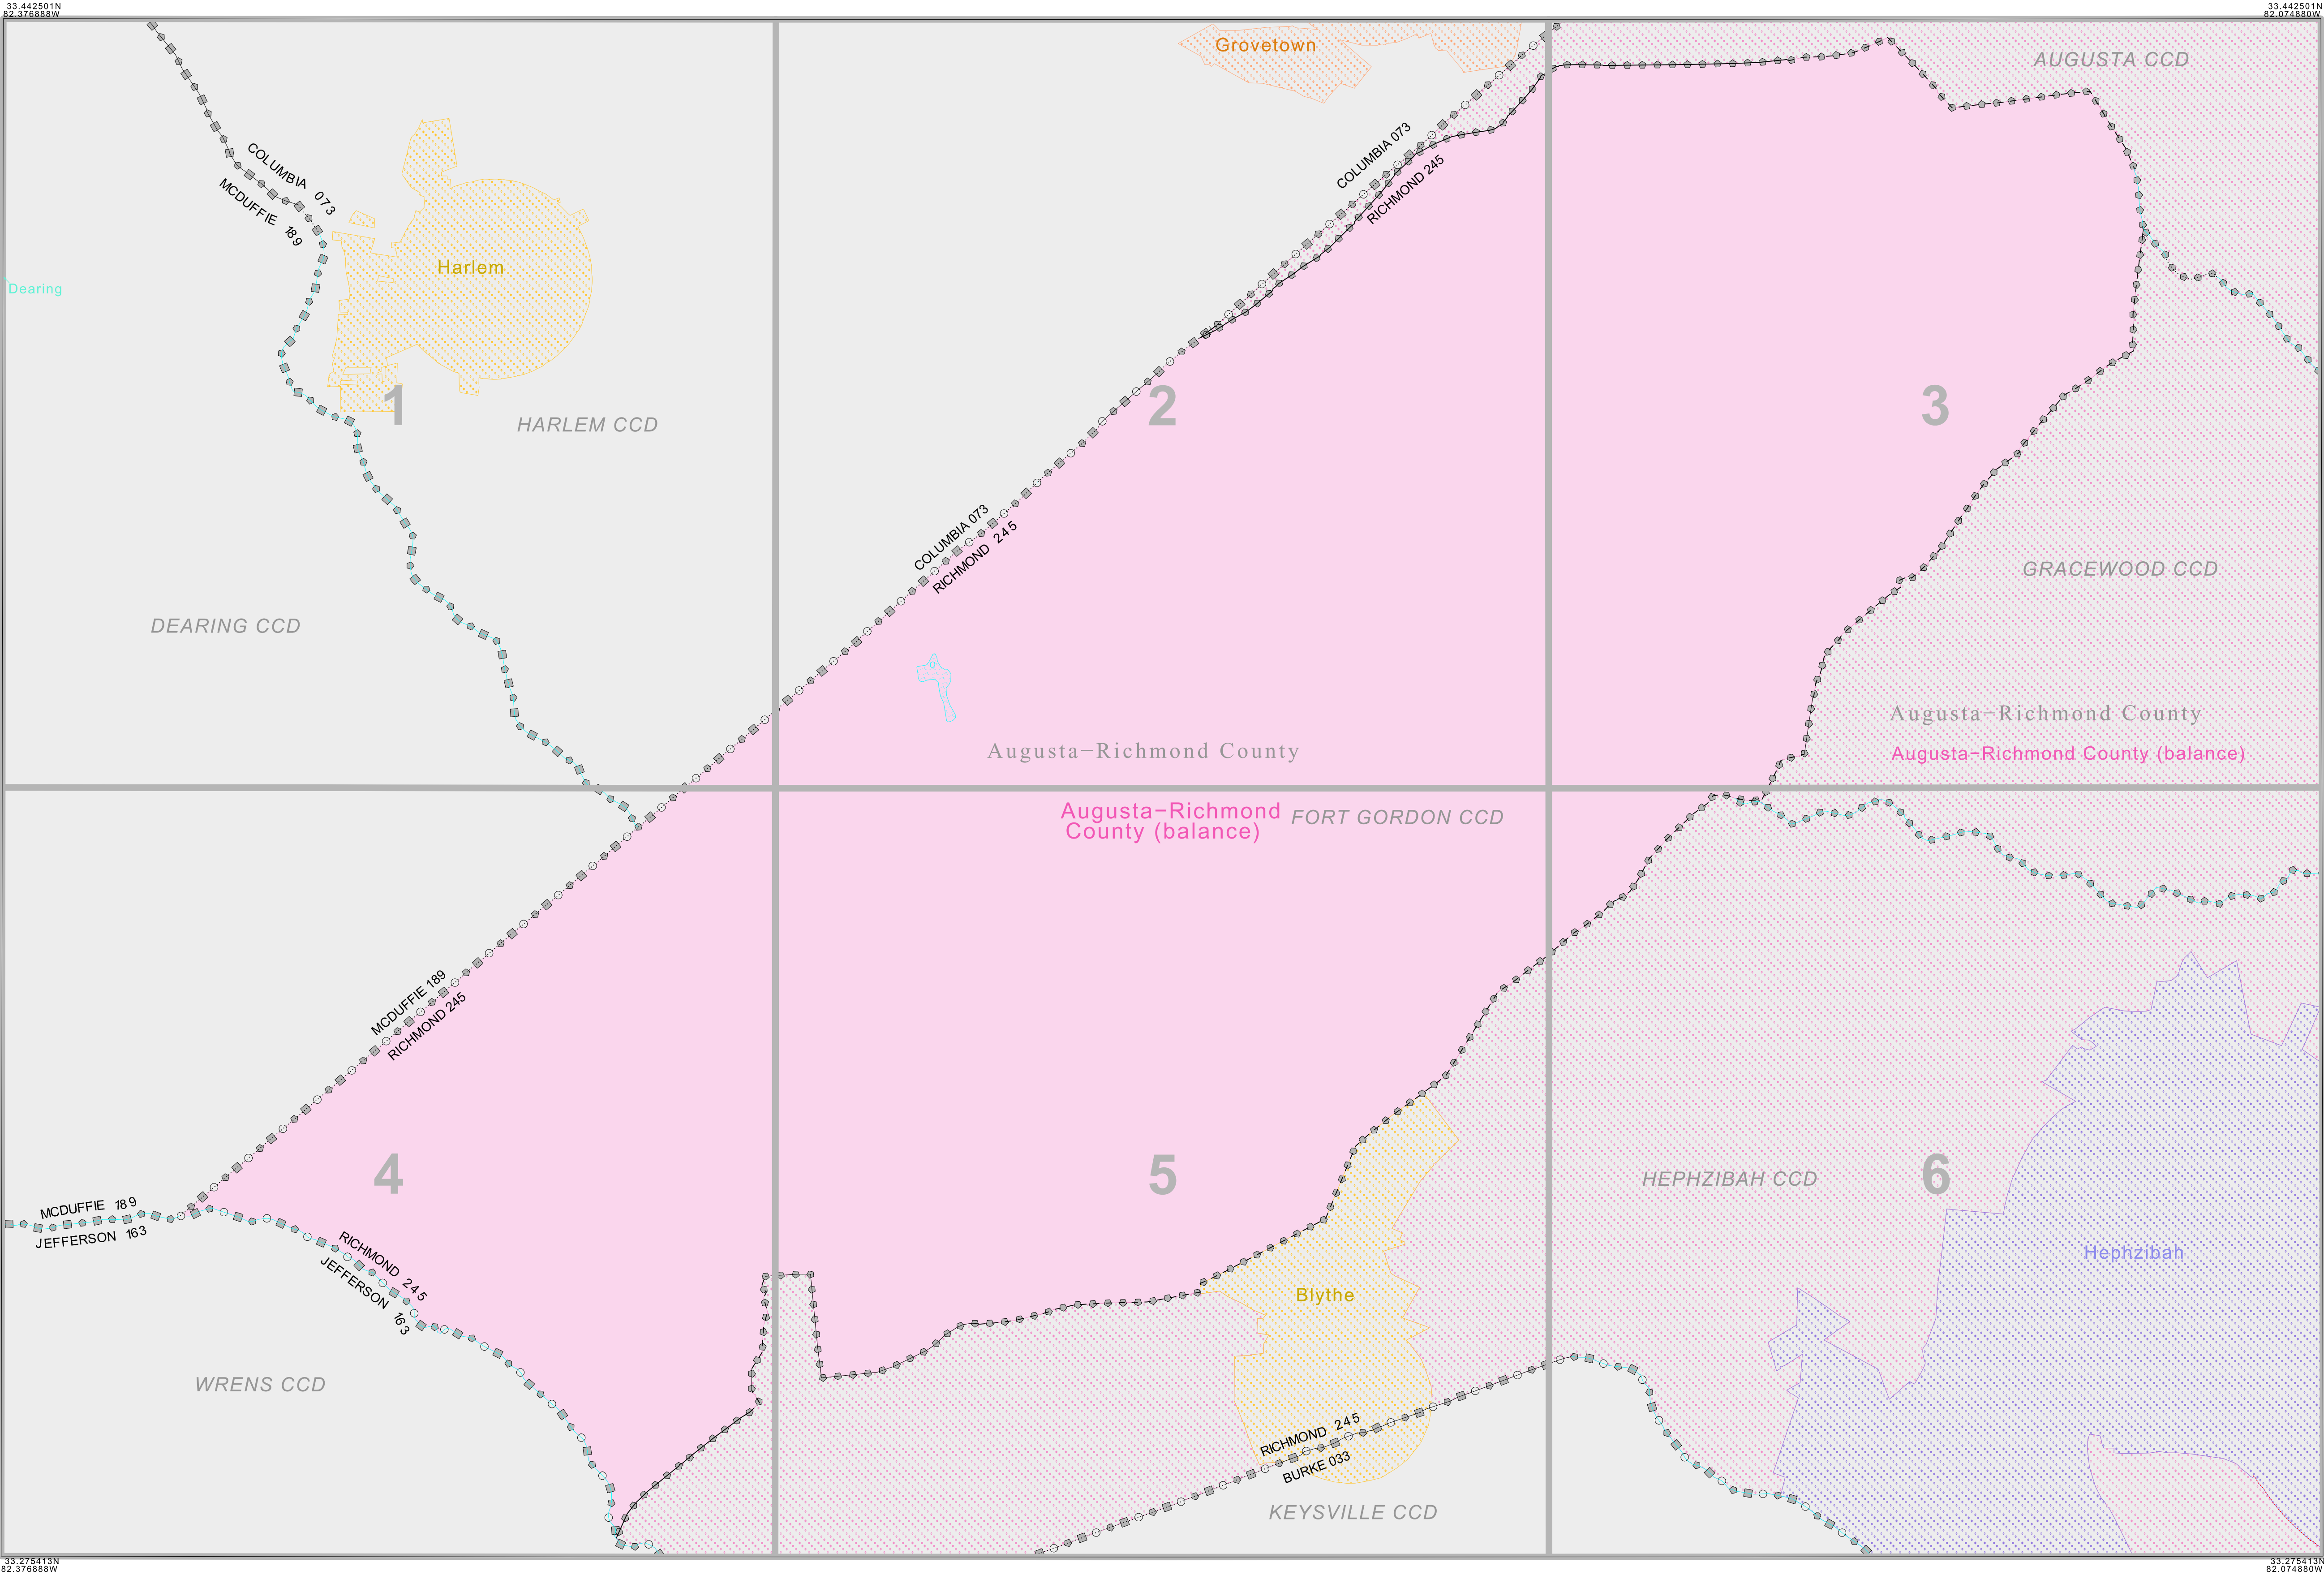 33.442501N
82.376888W
33.442501N
82.074880W
Grovetown
AUGUSTA CCD
COLUMBIA 073
MCDUFFIE 189
COLUMBIA 073
RICHMOND 245
Harlem
Dearing
1
2
3
HARLEM CCD
COLUMBIA 073
RICHMOND 245
GRACEWOOD CCD
DEARING CCD
Augusta-Richmond County
Augusta-Richmond County
Augusta-Richmond County (balance)
Augusta-Richmond
County (balance)
FORT GORDON CCD
MCDUFFIE 189
RICHMOND 245
4
5
6
HEPHZIBAH CCD
MCDUFFIE 189
JEFFERSON 163
RICHMOND 245
JEFFERSON 163
Hephzibah
Blythe
WRENS CCD
RICHMOND 245
BURKE 033
KEYSVILLE CCD
33.275413N
82.376888W
33.275413N
82.074880W